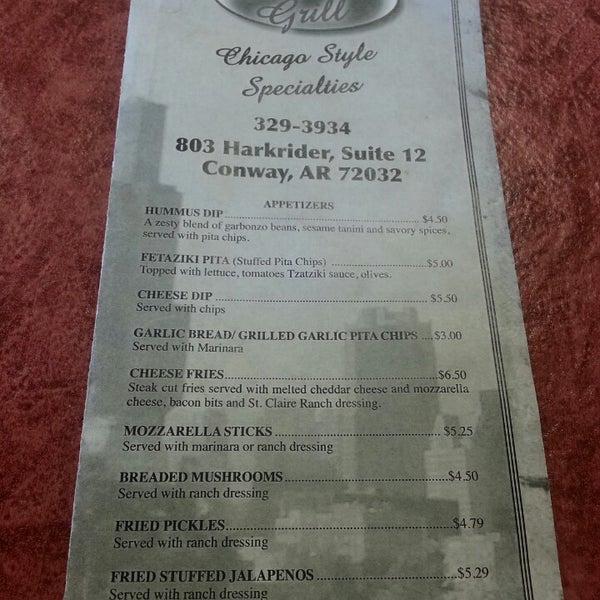 Grill
Chicago Style
Specialties
329-3934
803 Harkrider, Suite 12
Conway, AR 72032
APPETIZERS
HUMMUS DIP $4.50
A zesty blend of garbonzo beans, sesame tanini and savory spices,
served with pita chips.
FETAZIKI PITA (Stuffed Pita Chips) $5.00
Topped with lettuce, tomatoes Tzatziki sauce, olives.
CHEESE DIP $5.50
Served with chips
GARLIC BREAD/ GRILLED GARLIC PITA CHIPS $3.00
Served with Marinara
CHEESE FRIES $6.50
Steak cut fries served with melted cheddar cheese and mozzarella
cheese, bacon bits and St. Claire Ranch dressing.
MOZZARELLA STICKS $5.25
Served with marinara or ranch dressing
BREADED MUSHROOMS $4.50
Served with ranch dressing
FRIED PICKLES $4.79
Served with ranch dressing
FRIED STUFFED JALAPENOS $5.29
Served with ranch dressing